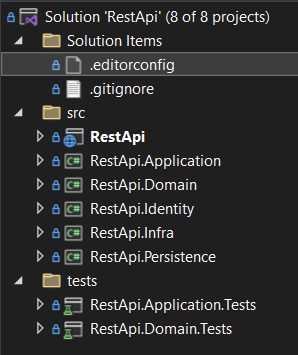 Solution 'RestApi' (8 of 8 projects)
Solution Items
.editorconfig
.gitignore
src
RestApi
RestApi.Application
RestApi.Domain
RestApi.Identity
RestApi.Infra
RestApi.Persistence
tests
RestApi.Application.Tests
RestApi.Domain.Tests